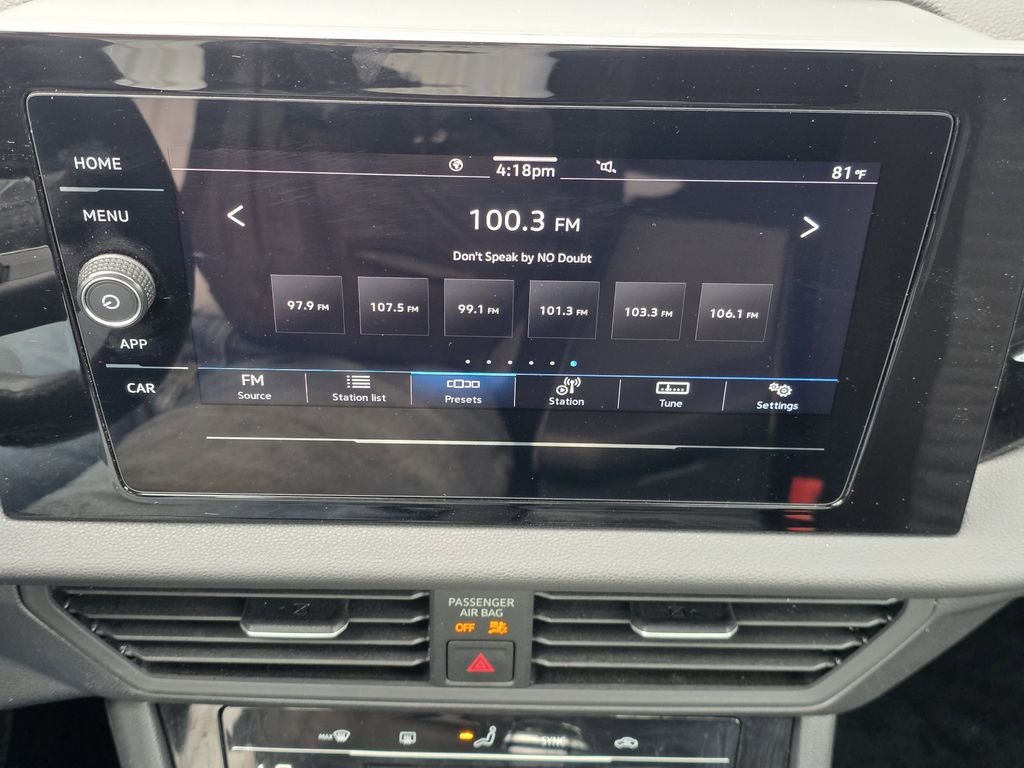 HOME
4:18pm
81°F
MENU
100.3 FM
Don't Speak by NO Doubt
97.9 FM
107.5 FM
99.1 FM
101.3 FM
103.3 FM
106.1 FM
APP
CAR
FM
Source
Station list
Presets
Station
Tune
Settings
PASSENGER
AIR BAG
OFF
MAX
SYNC